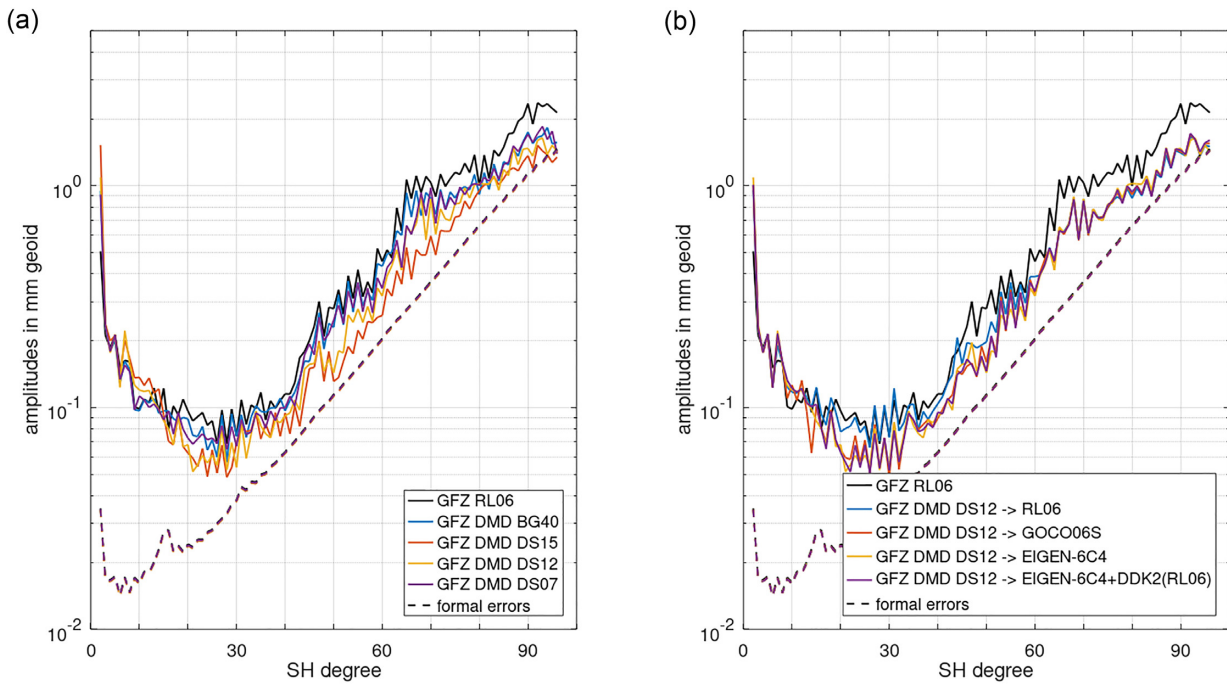 (a)
amplitudes in mm geoid
10^0
10^-1
10^-2
0
30
60
90
SH degree
GFZ RL06
GFZ DMD BG40
GFZ DMD DS15
GFZ DMD DS12
GFZ DMD DS07
formal errors
(b)
amplitudes in mm geoid
10^0
10^-1
10^-2
0
30
60
90
SH degree
GFZ RL06
GFZ DMD DS12 -> RL06
GFZ DMD DS12 -> GOCO06S
GFZ DMD DS12 -> EIGEN-6C4
GFZ DMD DS12 -> EIGEN-6C4+DDK2(RL06)
formal errors